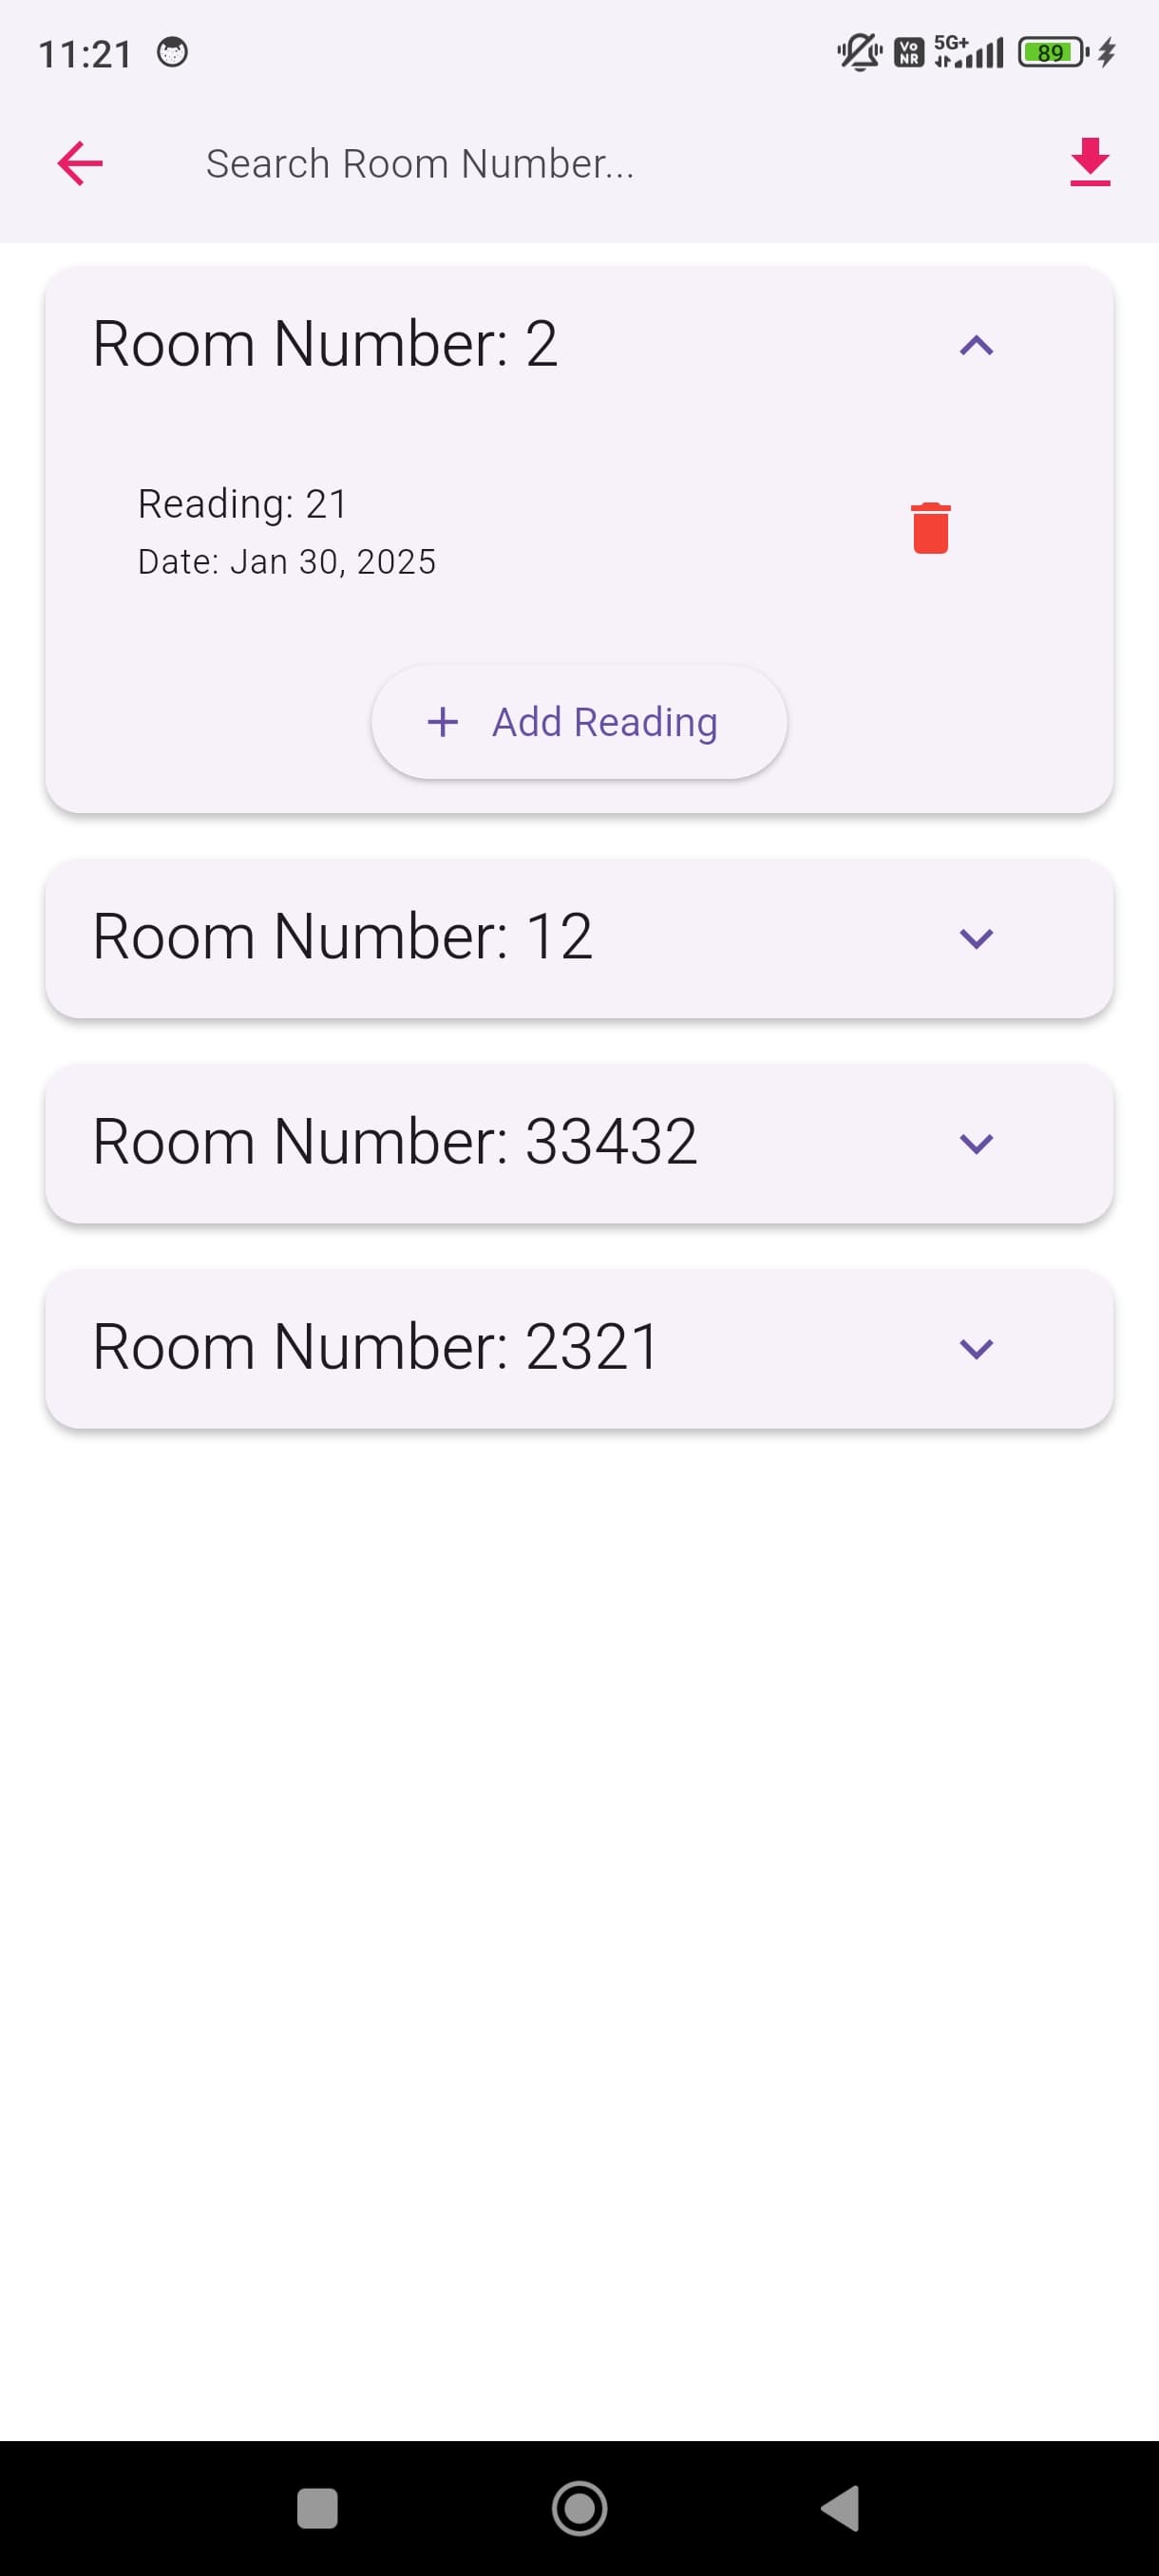 11:21
Vo NR 5G+ 89
Search Room Number...
Room Number: 2
Reading: 21
Date: Jan 30, 2025
+ Add Reading
Room Number: 12
Room Number: 33432
Room Number: 2321